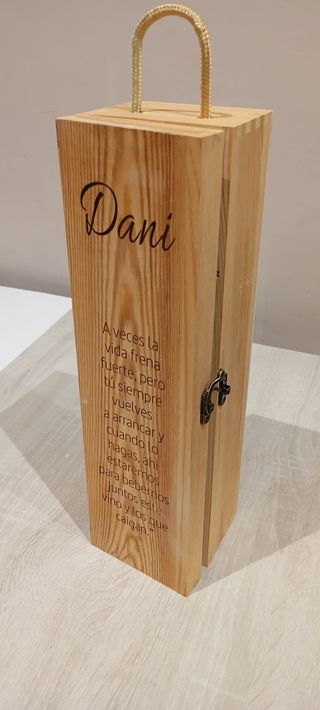 Dani
A veces la
vida frena
fuerte, pero
tú siempre
vuelves
a arrancar y
cuando lo
hagas, ahí
estaremos
para bebernos
juntos este
vino y los que
caigan."